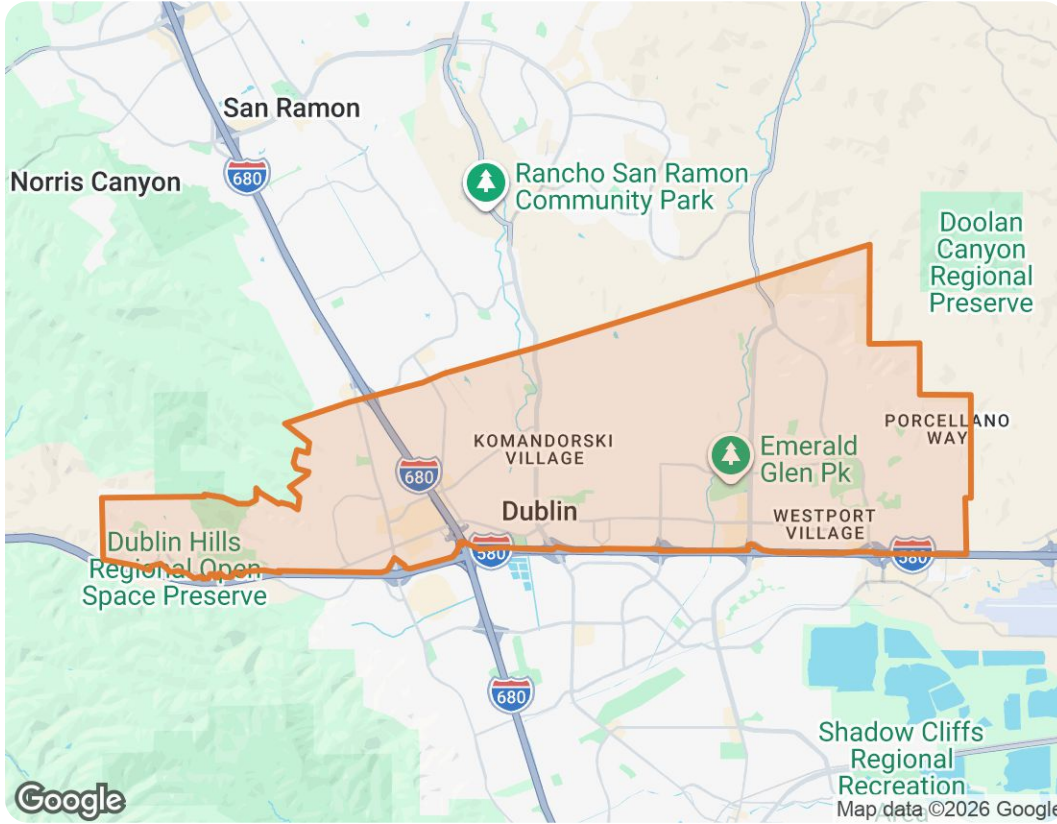 San Ramon
680
Norris Canyon
Rancho San Ramon
Community Park
Doolan
Canyon
Regional
Preserve
PORCELLANO
WAY
KOMANDORSKI
VILLAGE
Emerald
Glen Pk
680
Dublin
WESTPORT
VILLAGE
Dublin Hills
Regional Open
Space Preserve
580
580
680
Shadow Cliffs
Regional
Recreation
Area
Google
Map data ©2026 Google